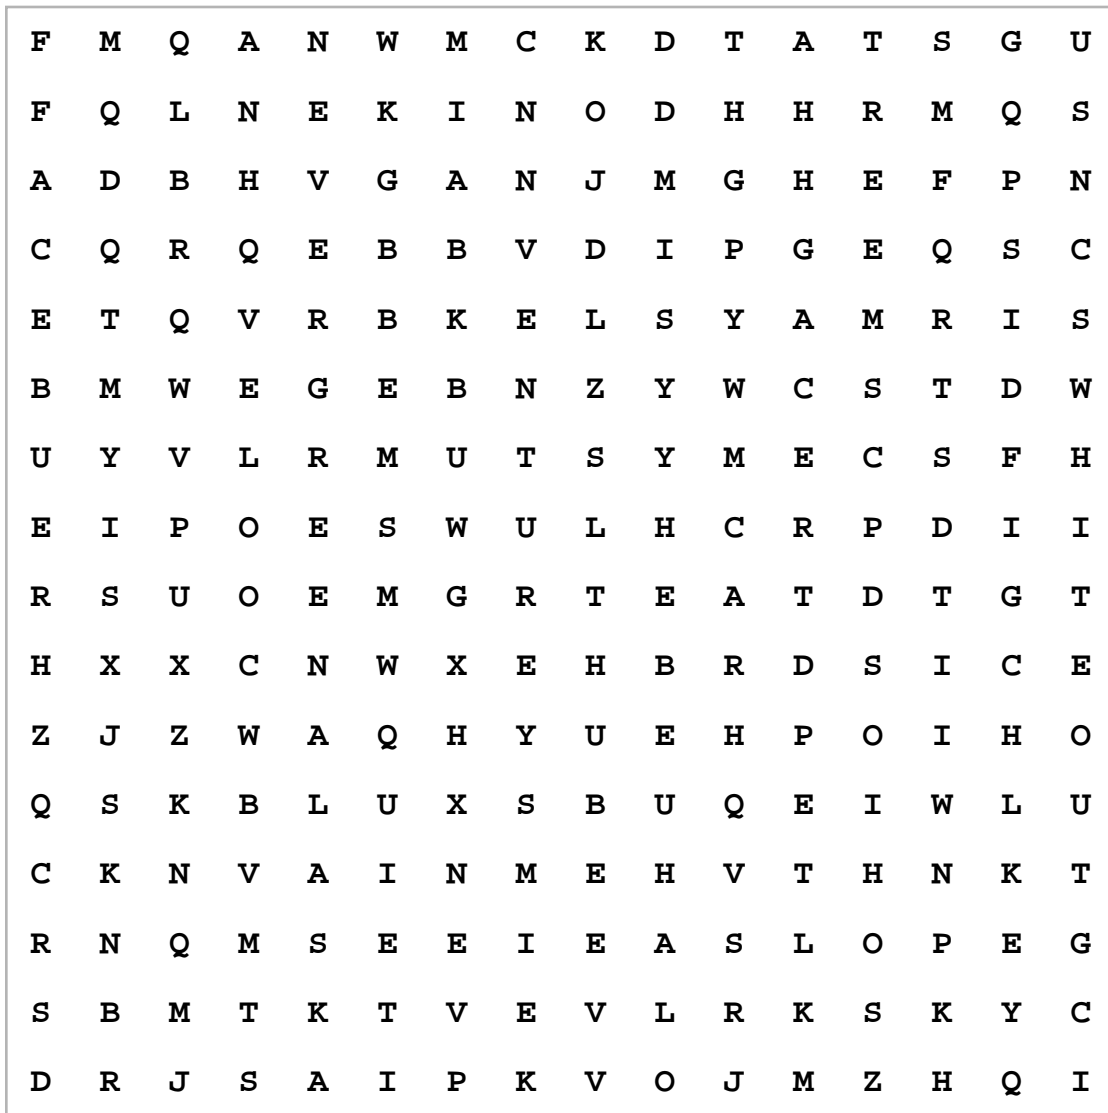 F M Q A N W M C K D T A T S G U
F Q L N E K I N O D H H R M Q S
A D B H V G A N J M G H E F P N
C Q R Q E B B V D I P G E Q S C
E T Q V R B K E L S Y A M R I S
B M W E G E B N Z Y W C S T D W
U Y V L R M U T S Y M E C S F H
E I P O E S W U L H C R P D I I
R S U O E M G R T E A T D T G T
H X X C N W X E H B R D S I C E
Z J Z W A Q H Y U E H P O I H O
Q S K B L U X S B U Q E I W L U
C K N V A I N M E H V T H N K T
R N Q M S E E I E A S L O P E G
S B M T K T V E V L R K S K Y C
D R J S A I P K V O J M Z H Q I